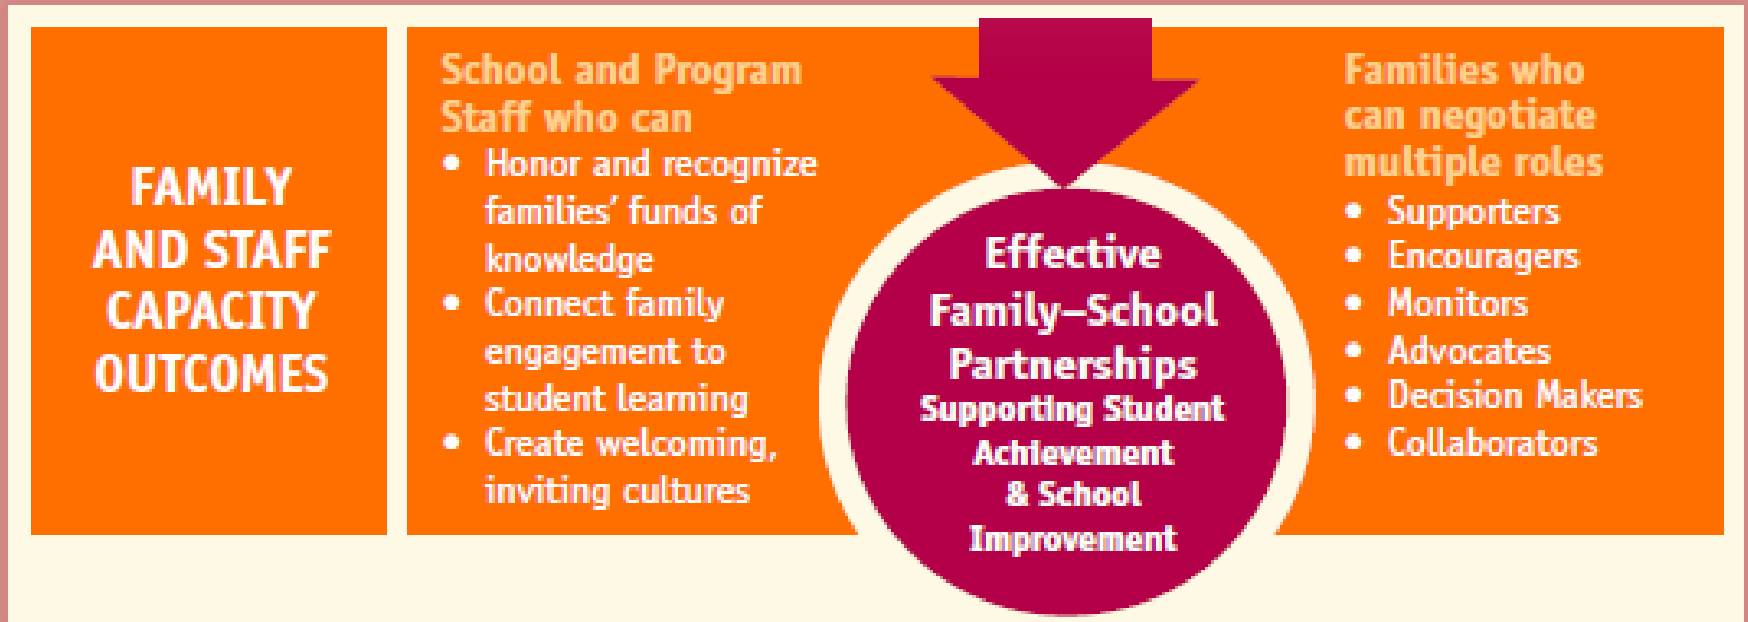 FAMILY
AND STAFF
CAPACITY
OUTCOMES
School and Program
Staff who can
• Honor and recognize
families’ funds of
knowledge
• Connect family
engagement to
student learning
• Create welcoming,
inviting cultures
Effective
Family–School
Partnerships
Supporting Student
Achievement
& School
Improvement
Families who
can negotiate
multiple roles
• Supporters
• Encouragers
• Monitors
• Advocates
• Decision Makers
• Collaborators